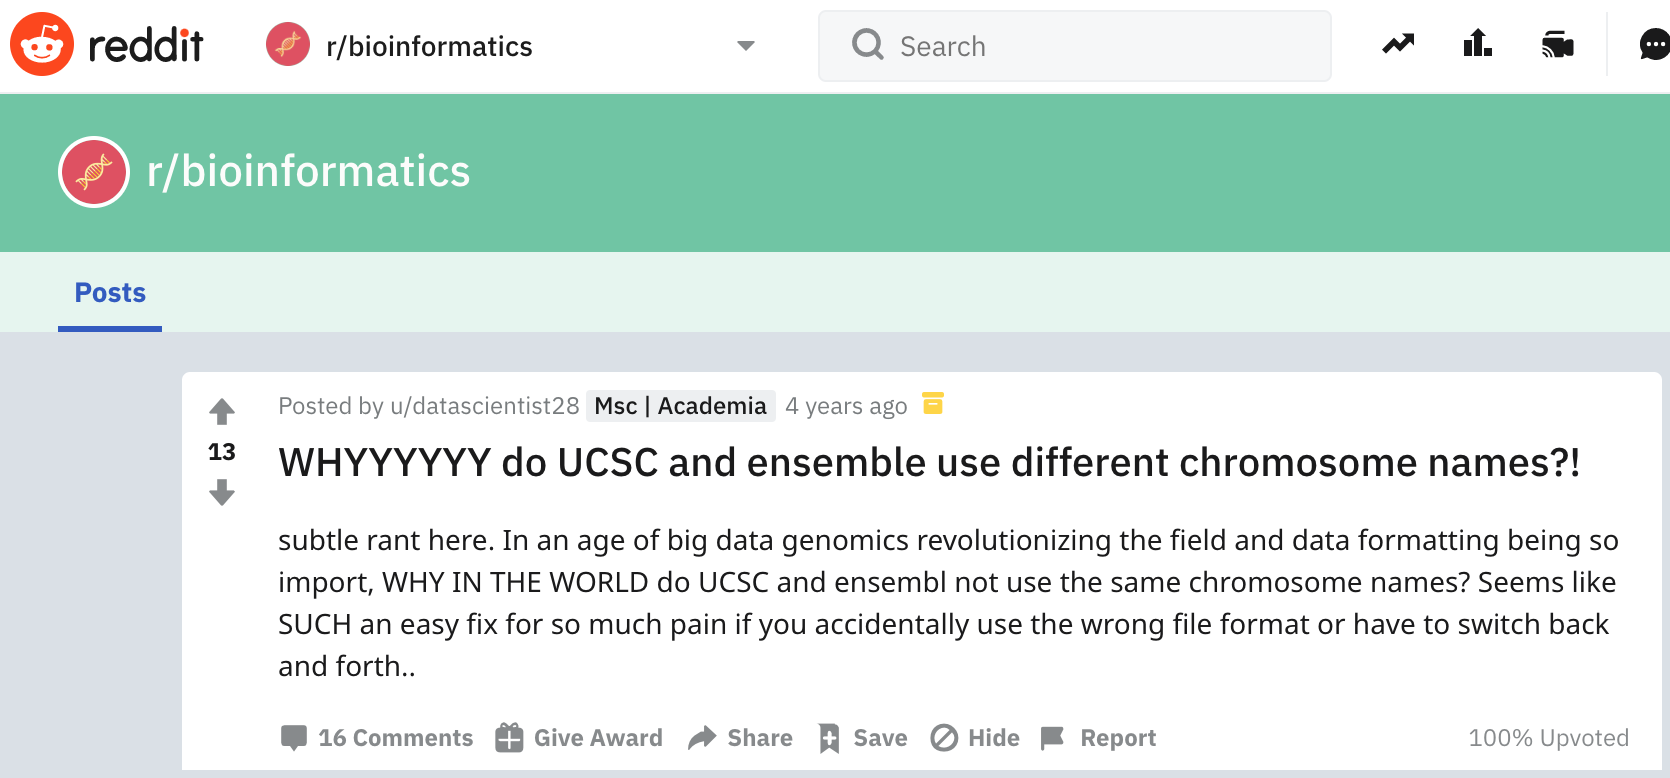 reddit r/bioinformatics Search
r/bioinformatics
Posts
Posted by u/datascientist28 Msc | Academia 4 years ago
13
WHYYYYYY do UCSC and ensemble use different chromosome names?!
subtle rant here. In an age of big data genomics revolutionizing the field and data formatting being so
import, WHY IN THE WORLD do UCSC and ensembl not use the same chromosome names? Seems like
SUCH an easy fix for so much pain if you accidentally use the wrong file format or have to switch back
and forth..
16 Comments Give Award Share Save Hide Report 100% Upvoted